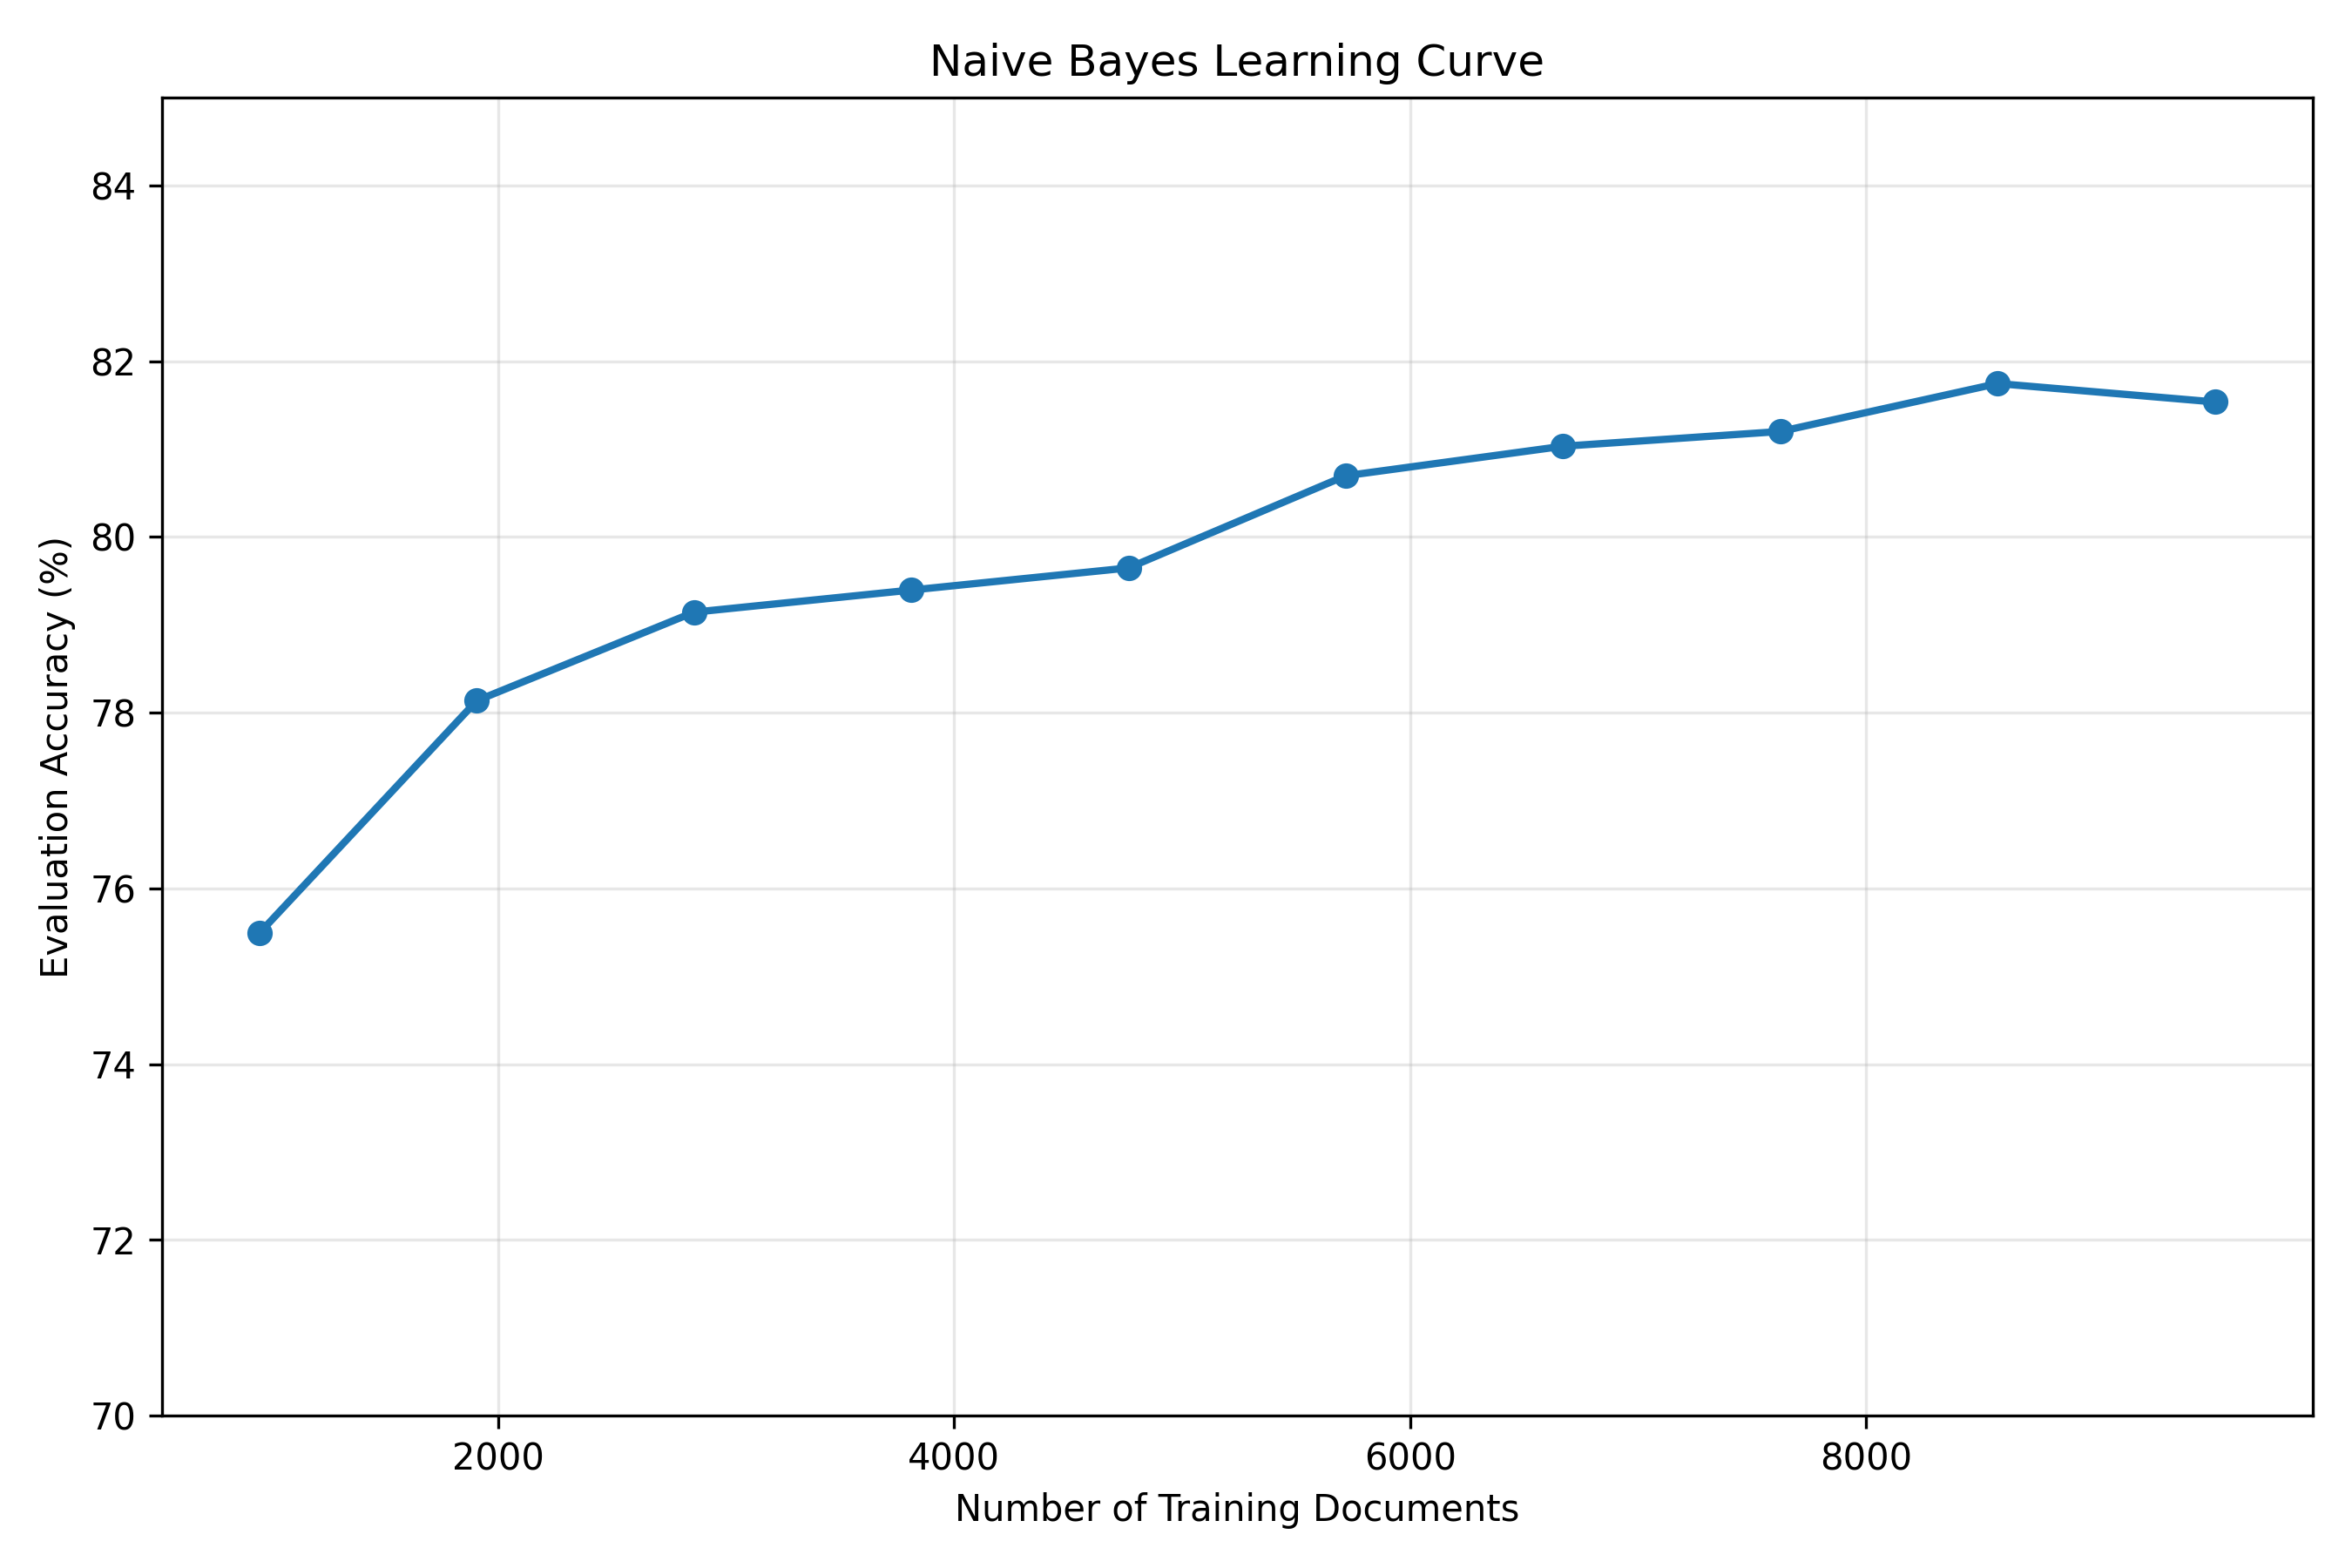 Naive Bayes Learning Curve
Evaluation Accuracy (%)
84
82
80
78
76
74
72
70
2000 4000 6000 8000
Number of Training Documents